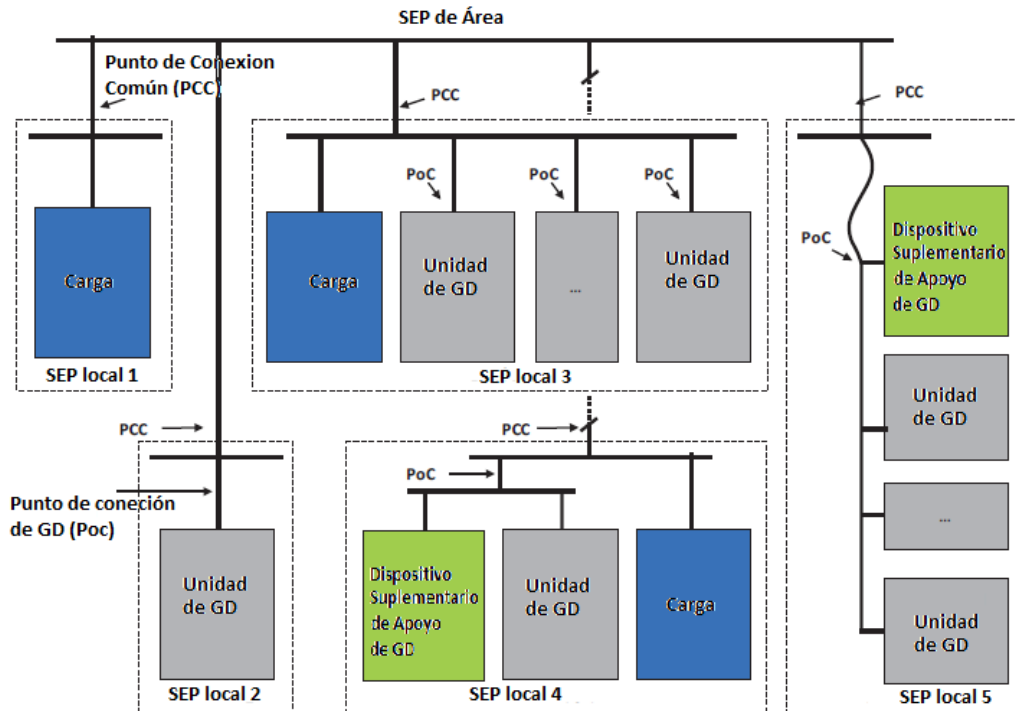 SEP de Área
Punto de Conexion
Común (PCC)
PCC
PCC
PoC
PoC
PoC
Carga
Carga
Unidad
de GD
...
Unidad
de GD
PoC
Dispositivo
Suplementario
de Apoyo
de GD
SEP local 1
SEP local 3
Unidad
de GD
PCC
PCC
PoC
Punto de coneción
de GD (Poc)
...
Unidad
de GD
Dispositivo
Suplementario
de Apoyo
de GD
Unidad
de GD
Carga
Unidad
de GD
SEP local 2
SEP local 4
SEP local 5